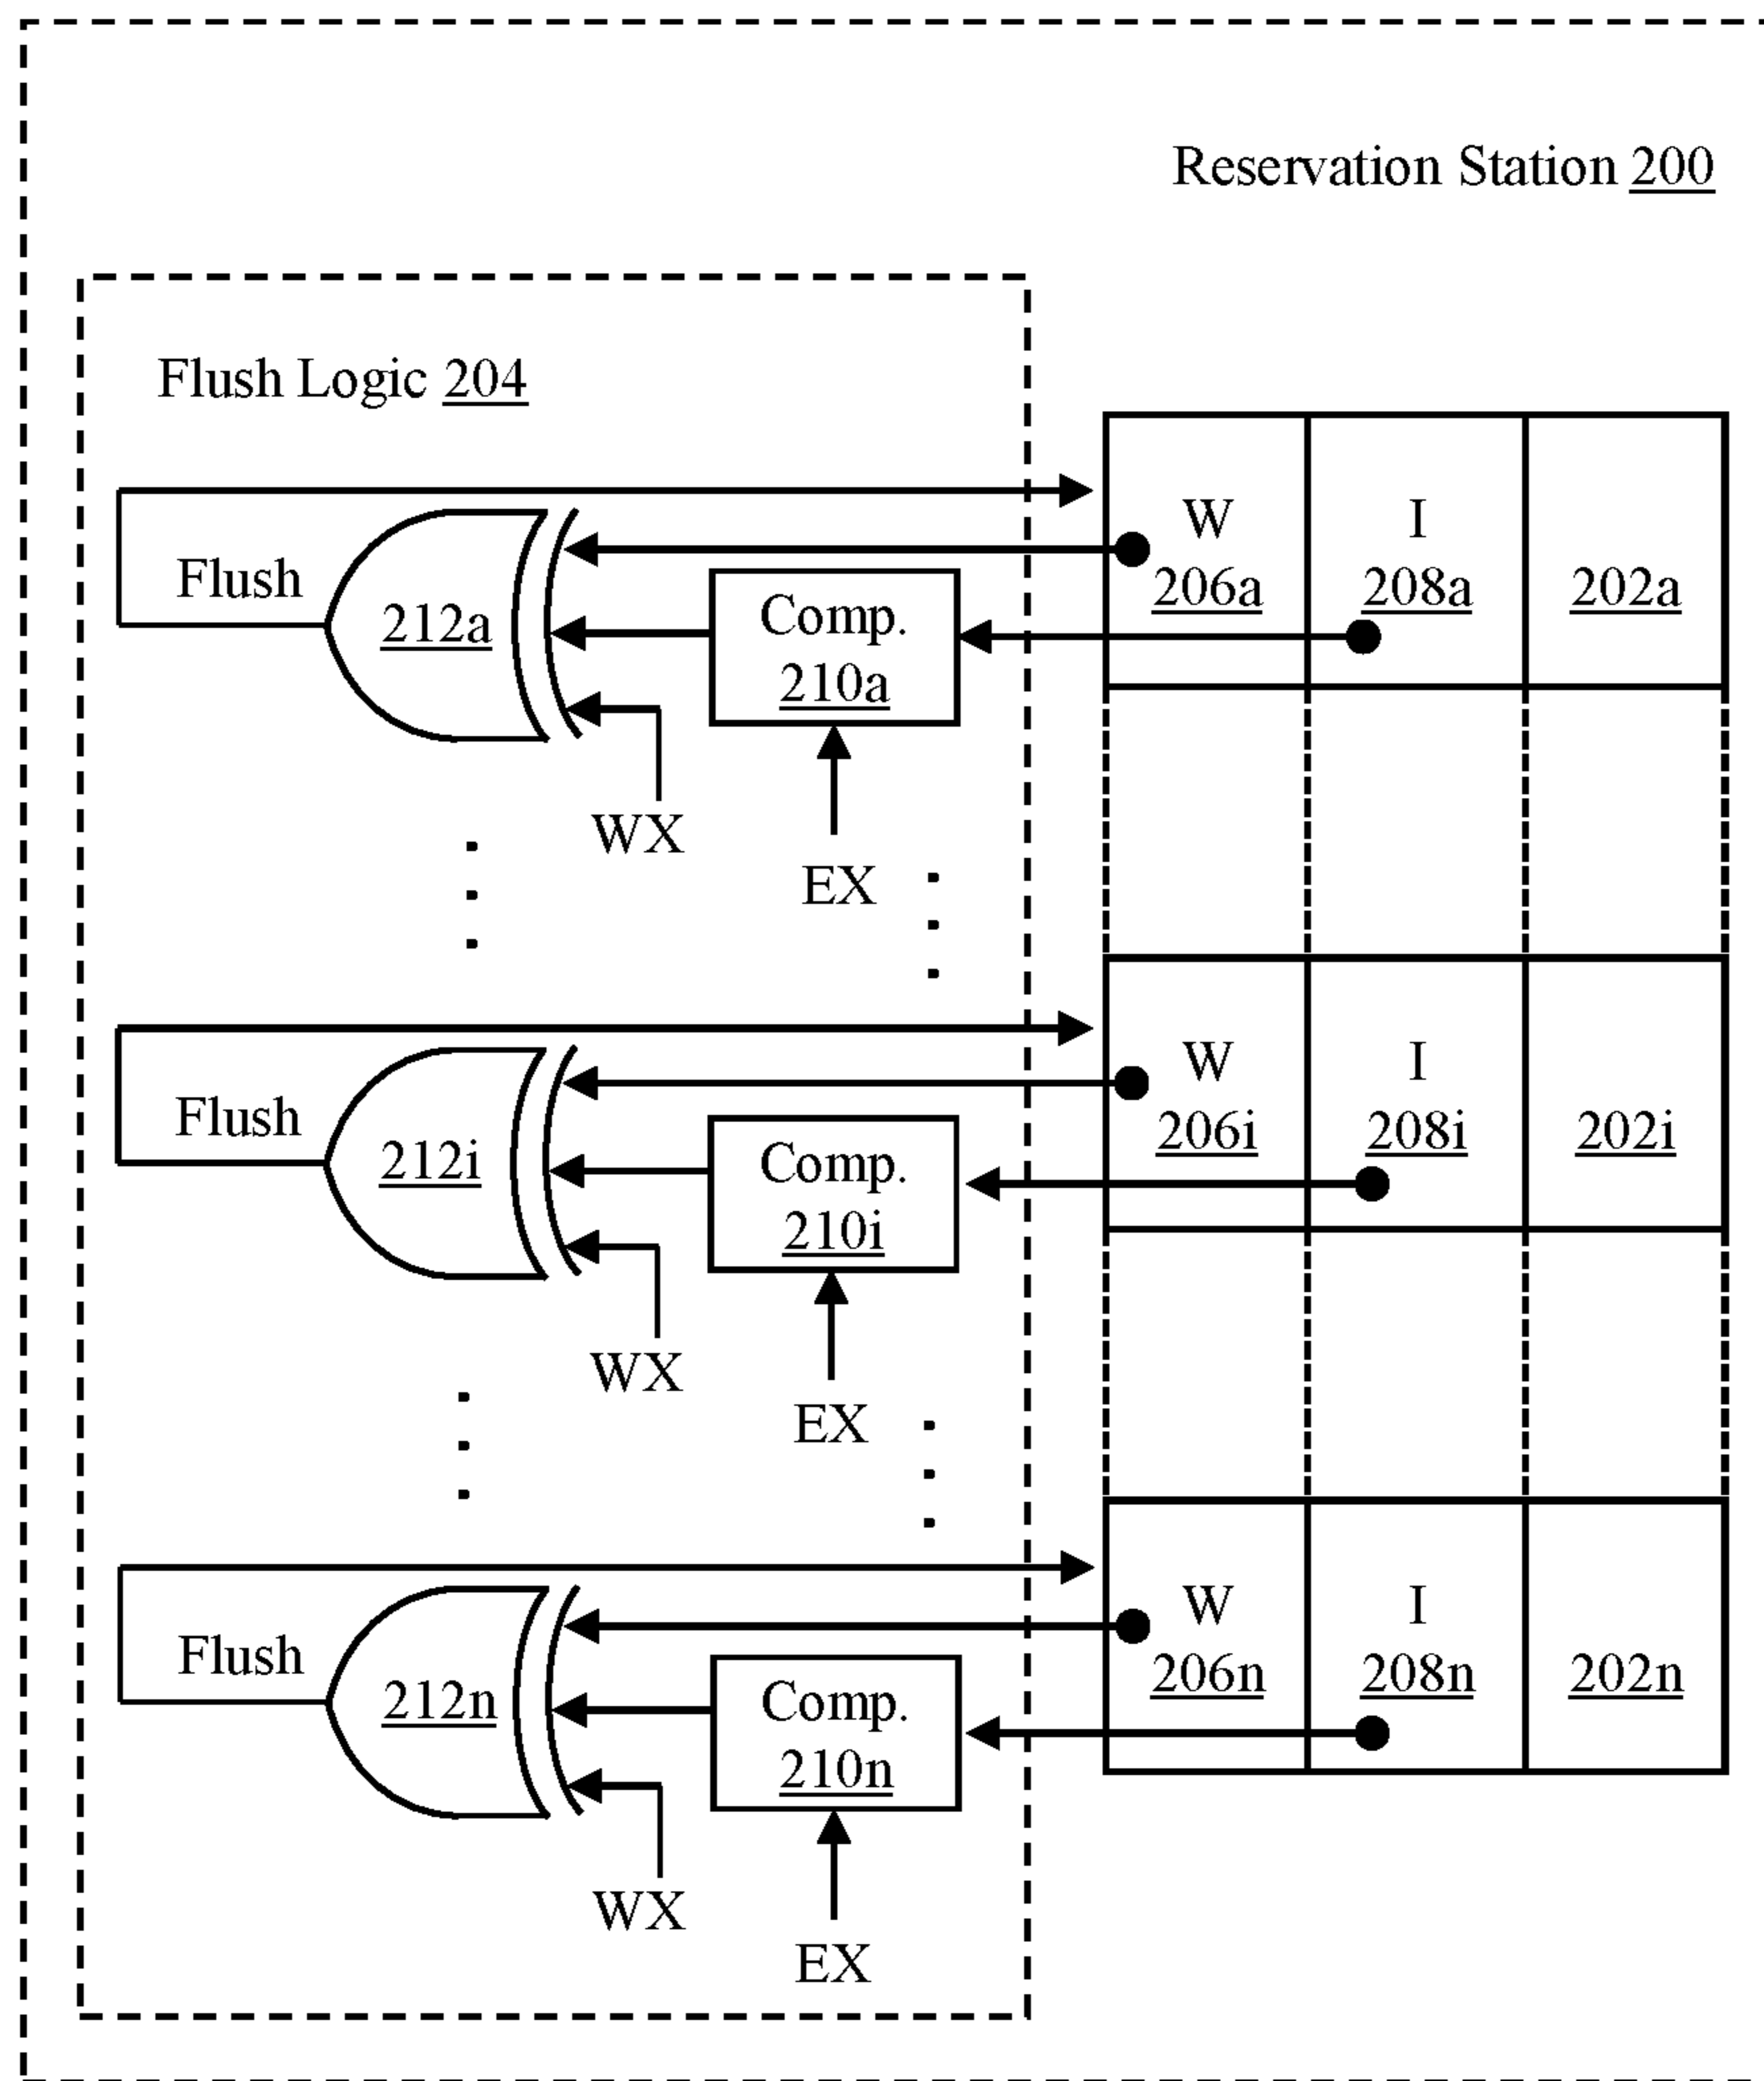 Reservation Station 200
Flush Logic 204
W
I
206a
208a
202a
Flush
212a
Comp.
210a
WX
EX
W
I
206i
208i
202i
Flush
212i
Comp.
210i
WX
EX
W
I
206n
208n
202n
Flush
212n
Comp.
210n
WX
EX